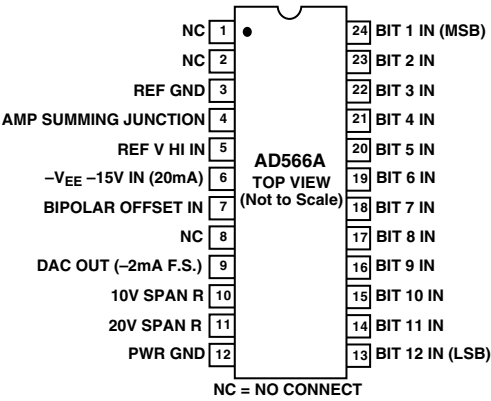 NC 1 24 BIT 1 IN (MSB)
NC 2 23 BIT 2 IN
REF GND 3 22 BIT 3 IN
AMP SUMMING JUNCTION 4 21 BIT 4 IN
REF V HI IN 5 20 BIT 5 IN
–VEE –15V IN (20mA) 6 19 BIT 6 IN
BIPOLAR OFFSET IN 7 18 BIT 7 IN
NC 8 17 BIT 8 IN
DAC OUT (–2mA F.S.) 9 16 BIT 9 IN
10V SPAN R 10 15 BIT 10 IN
20V SPAN R 11 14 BIT 11 IN
PWR GND 12 13 BIT 12 IN (LSB)
AD566A
TOP VIEW
(Not to Scale)
NC = NO CONNECT